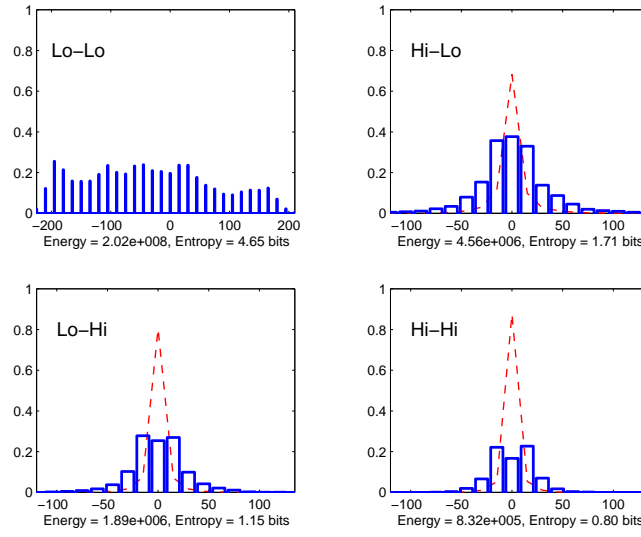 1
0.8
0.6
0.4
0.2
0
Lo−Lo
−200 −100 0 100 200
Energy = 2.02e+008, Entropy = 4.65 bits
1
0.8
0.6
0.4
0.2
0
Hi−Lo
−100 −50 0 50 100
Energy = 4.56e+006, Entropy = 1.71 bits
1
0.8
0.6
0.4
0.2
0
Lo−Hi
−100 −50 0 50 100
Energy = 1.89e+006, Entropy = 1.15 bits
1
0.8
0.6
0.4
0.2
0
Hi−Hi
−100 −50 0 50 100
Energy = 8.32e+005, Entropy = 0.80 bits